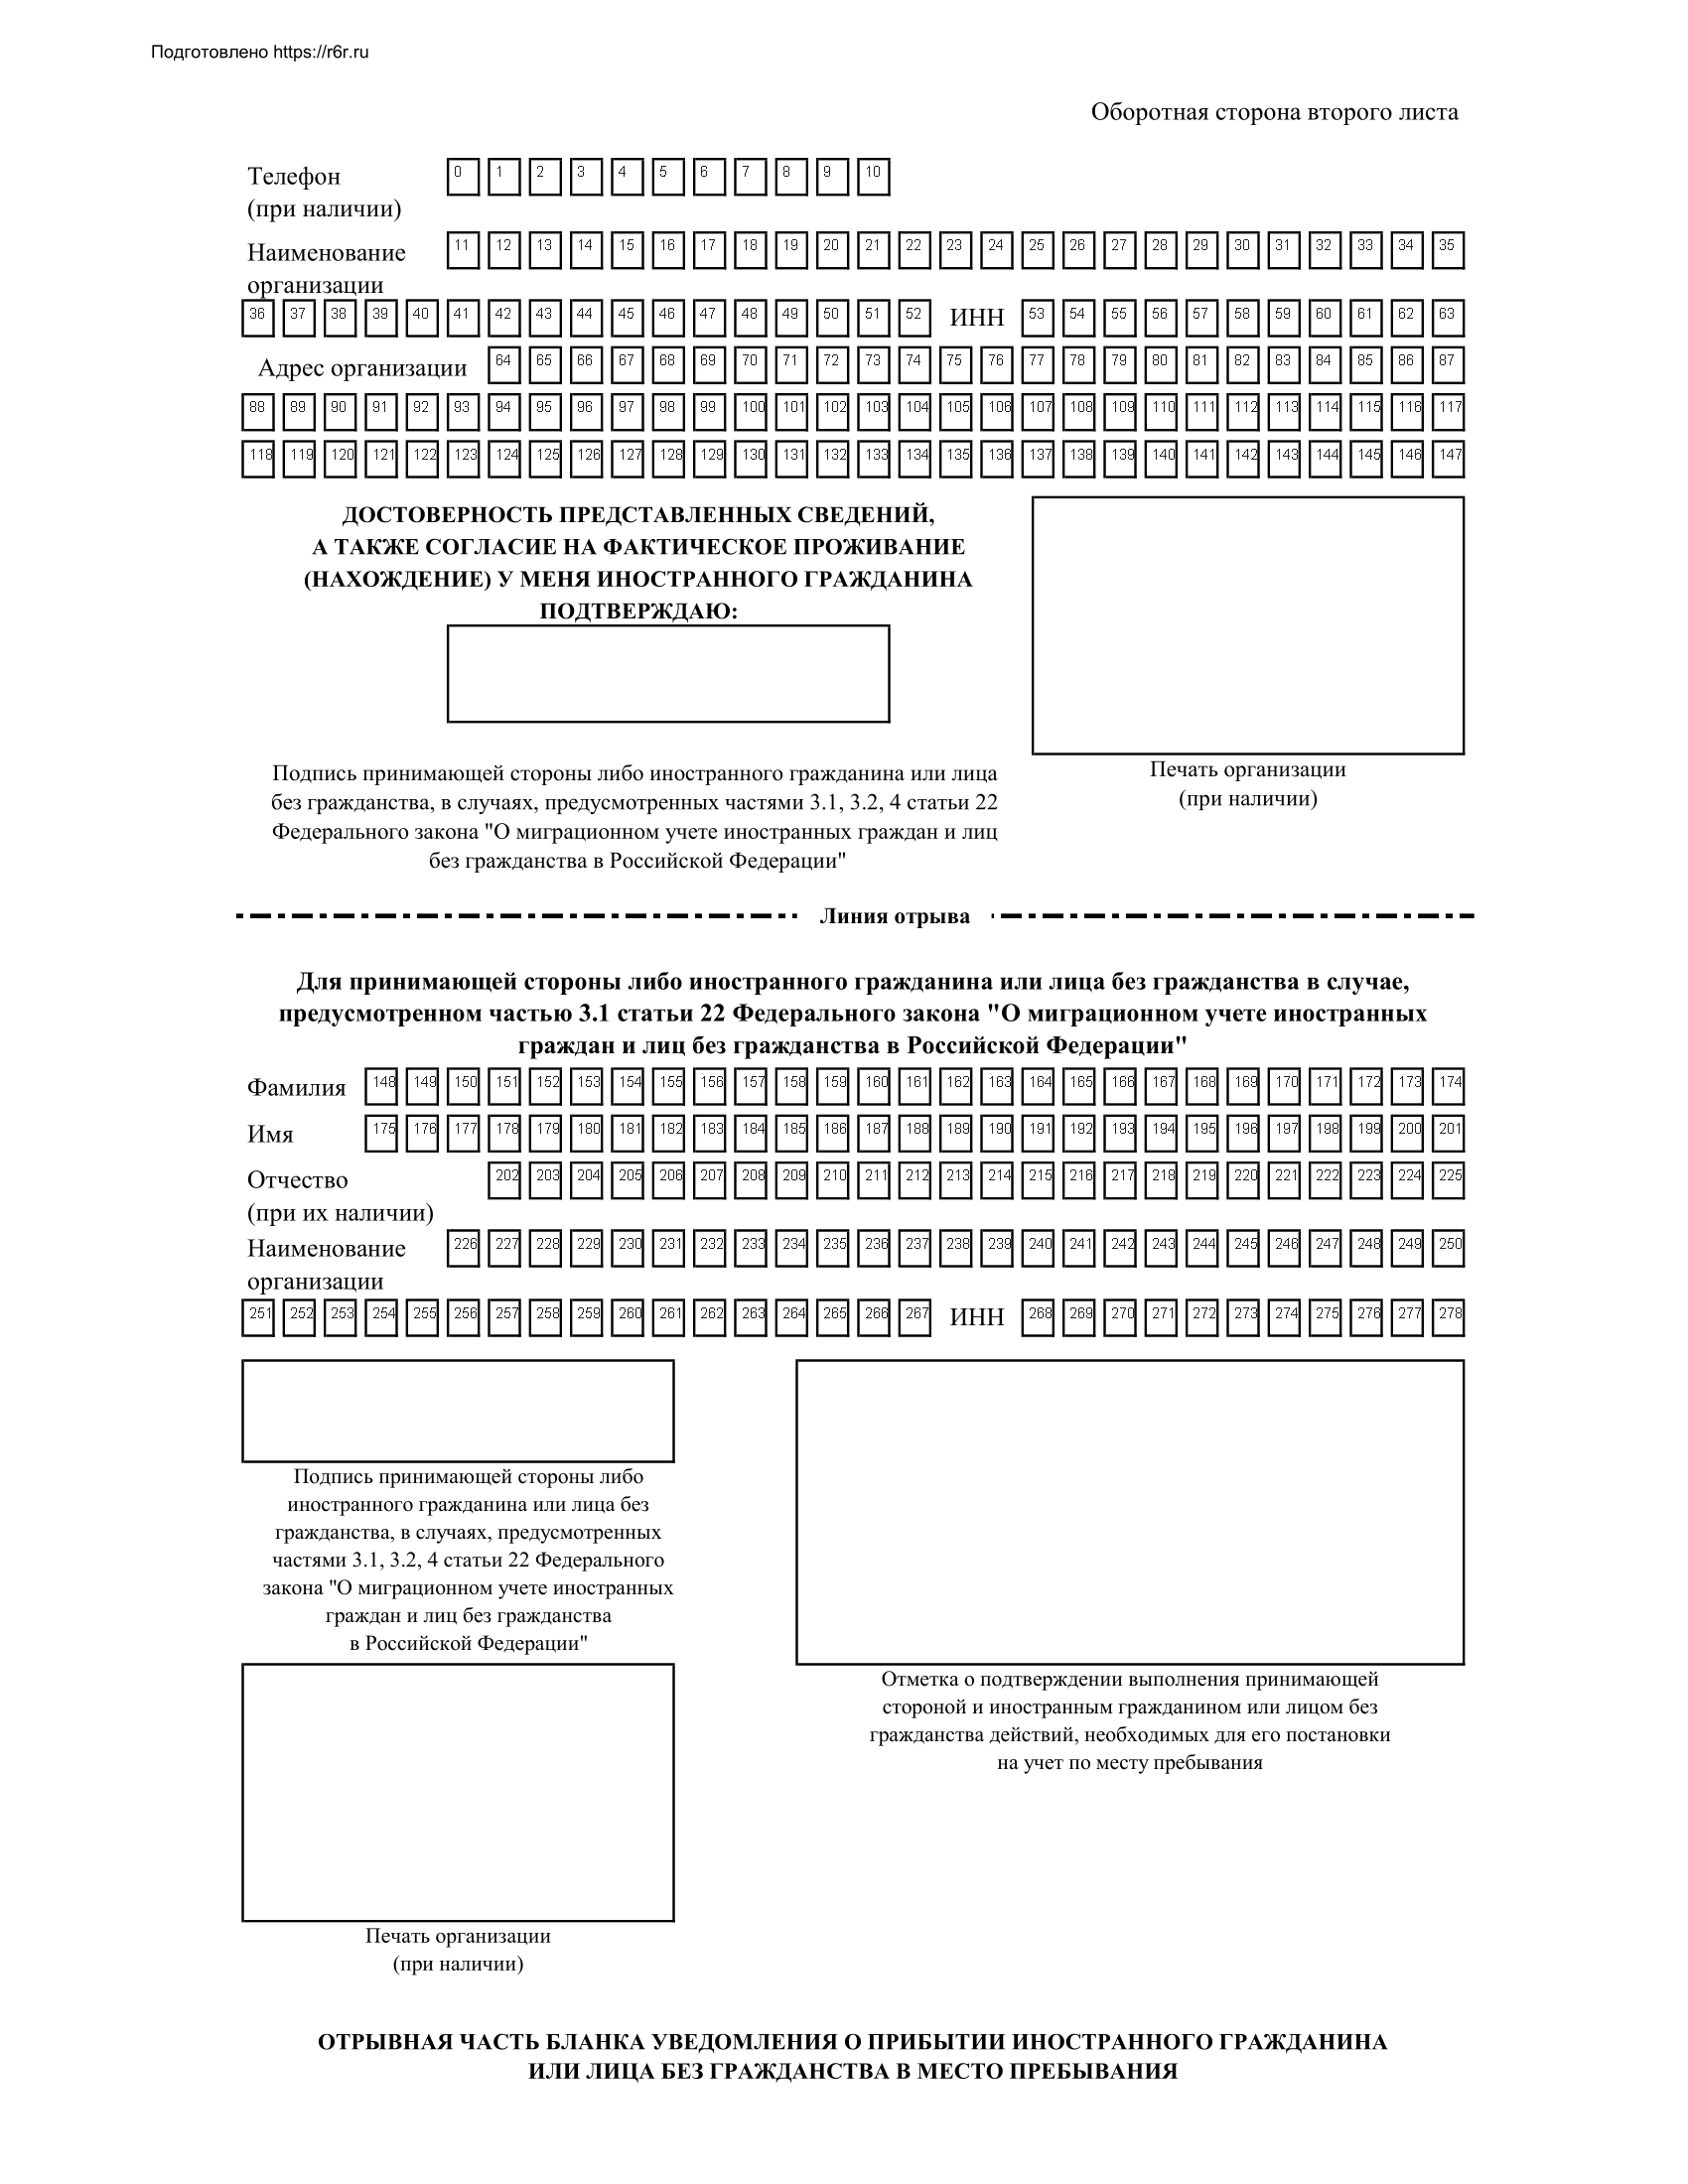 Подготовлено https://r6r.ru
Оборотная сторона второго листа
Телефон 0 1 2 3 4 5 6 7 8 9 10
(при наличии)
Наименование 11 12 13 14 15 16 17 18 19 20 21 22 23 24 25 26 27 28 29 30 31 32 33 34 35
организации
36 37 38 39 40 41 42 43 44 45 46 47 48 49 50 51 52 ИНН 53 54 55 56 57 58 59 60 61 62 63
Адрес организации 64 65 66 67 68 69 70 71 72 73 74 75 76 77 78 79 80 81 82 83 84 85 86 87
88 89 90 91 92 93 94 95 96 97 98 99 100 101 102 103 104 105 106 107 108 109 110 111 112 113 114 115 116 117
118 119 120 121 122 123 124 125 126 127 128 129 130 131 132 133 134 135 136 137 138 139 140 141 142 143 144 145 146 147
ДОСТОВЕРНОСТЬ ПРЕДСТАВЛЕННЫХ СВЕДЕНИЙ,
А ТАКЖЕ СОГЛАСИЕ НА ФАКТИЧЕСКОЕ ПРОЖИВАНИЕ
(НАХОЖДЕНИЕ) У МЕНЯ ИНОСТРАННОГО ГРАЖДАНИНА
ПОДТВЕРЖДАЮ:
Подпись принимающей стороны либо иностранного гражданина или лица
без гражданства, в случаях, предусмотренных частями 3.1, 3.2, 4 статьи 22
Федерального закона "О миграционном учете иностранных граждан и лиц
без гражданства в Российской Федерации"
Печать организации
(при наличии)
Линия отрыва
Для принимающей стороны либо иностранного гражданина или лица без гражданства в случае,
предусмотренном частью 3.1 статьи 22 Федерального закона "О миграционном учете иностранных
граждан и лиц без гражданства в Российской Федерации"
Фамилия 148 149 150 151 152 153 154 155 156 157 158 159 160 161 162 163 164 165 166 167 168 169 170 171 172 173 174
Имя 175 176 177 178 179 180 181 182 183 184 185 186 187 188 189 190 191 192 193 194 195 196 197 198 199 200 201
Отчество 202 203 204 205 206 207 208 209 210 211 212 213 214 215 216 217 218 219 220 221 222 223 224 225
(при их наличии)
Наименование 226 227 228 229 230 231 232 233 234 235 236 237 238 239 240 241 242 243 244 245 246 247 248 249 250
организации
251 252 253 254 255 256 257 258 259 260 261 262 263 264 265 266 267 ИНН 268 269 270 271 272 273 274 275 276 277 278
Подпись принимающей стороны либо
иностранного гражданина или лица без
гражданства, в случаях, предусмотренных
частями 3.1, 3.2, 4 статьи 22 Федерального
закона "О миграционном учете иностранных
граждан и лиц без гражданства
в Российской Федерации"
Отметка о подтверждении выполнения принимающей
стороной и иностранным гражданином или лицом без
гражданства действий, необходимых для его постановки
на учет по месту пребывания
Печать организации
(при наличии)
ОТРЫВНАЯ ЧАСТЬ БЛАНКА УВЕДОМЛЕНИЯ О ПРИБЫТИИ ИНОСТРАННОГО ГРАЖДАНИНА
ИЛИ ЛИЦА БЕЗ ГРАЖДАНСТВА В МЕСТО ПРЕБЫВАНИЯ